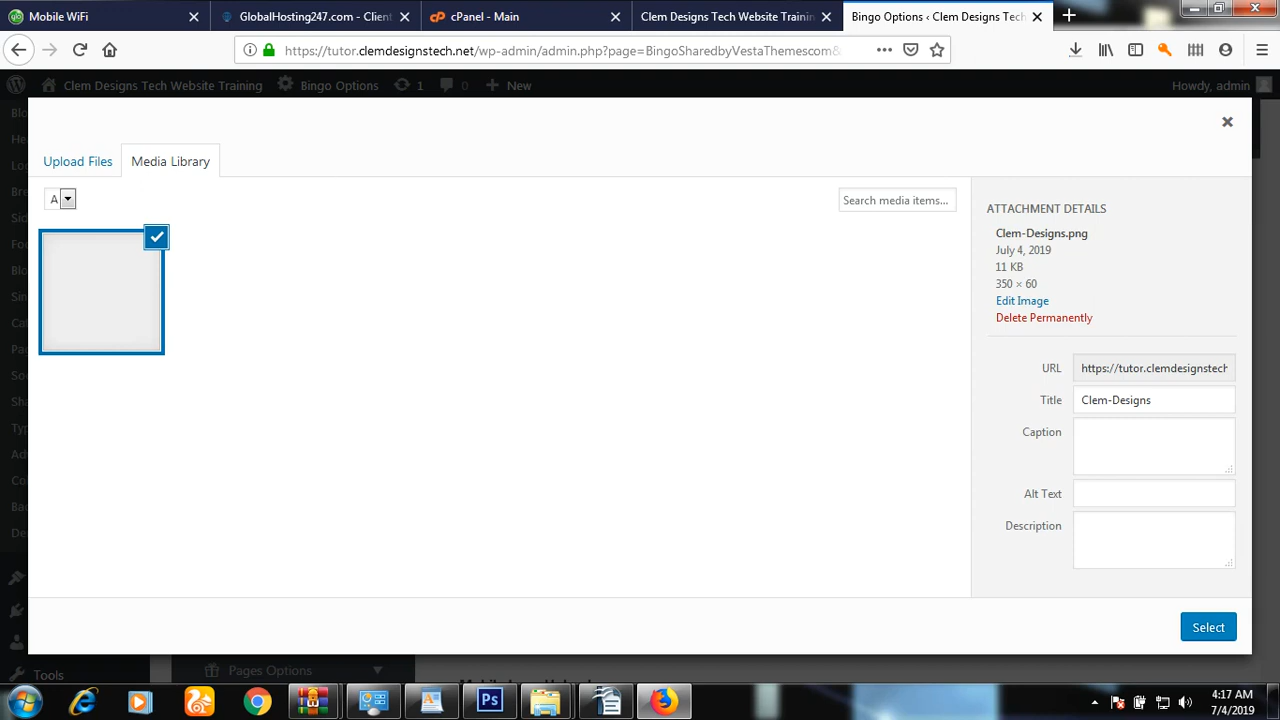 Mobile WiFi
GlobalHosting247.com - Client
cPanel - Main
Clem Designs Tech Website Trainin
Bingo Options ‹ Clem Designs Tech
https://tutor.clemdesignstech.net/wp-admin/admin.php?page=BingoSharedbyVestaThemescom&
Clem Designs Tech Website Training
Bingo Options
1
0
New
Howdy, admin
Upload Files
Media Library
A
Search media items...
ATTACHMENT DETAILS
Clem-Designs.png
July 4, 2019
11 KB
350 × 60
Edit Image
Delete Permanently
URL
https://tutor.clemdesignstech
Title
Clem-Designs
Caption
Alt Text
Description
Select
Tools
Pages Options
4:17 AM
7/4/2019